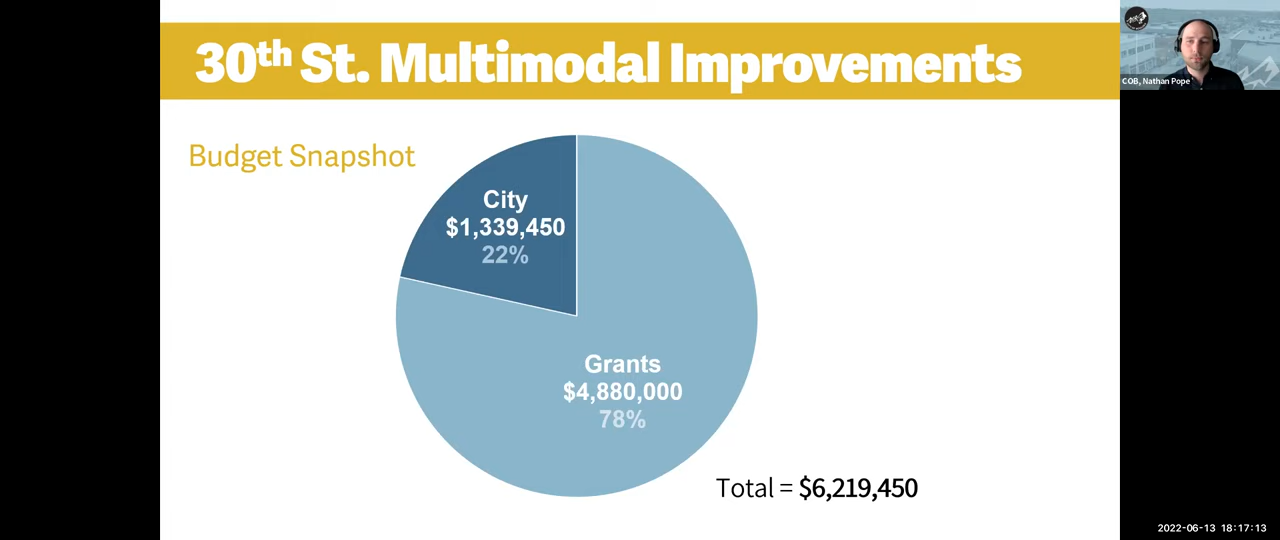 30th St. Multimodal Improvements
COB, Nathan Pope
Budget Snapshot
City
$1,339,450
22%
Grants
$4,880,000
78%
Total = $6,219,450
2022-06-13 18:17:13